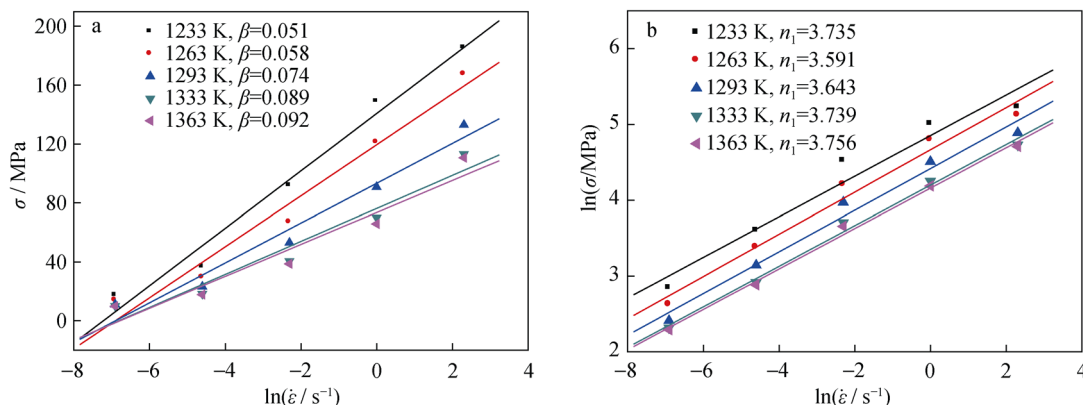 a
200
160
120
80
40
0
σ / MPa
1233 K, β=0.051
1263 K, β=0.058
1293 K, β=0.074
1333 K, β=0.089
1363 K, β=0.092
−8
−6
−4
−2
0
2
4
ln(ε̇ / s⁻¹)
b
6
5
4
3
2
ln(σ/MPa)
1233 K, n₁=3.735
1263 K, n₁=3.591
1293 K, n₁=3.643
1333 K, n₁=3.739
1363 K, n₁=3.756
−8
−6
−4
−2
0
2
4
ln(ε̇ / s⁻¹)